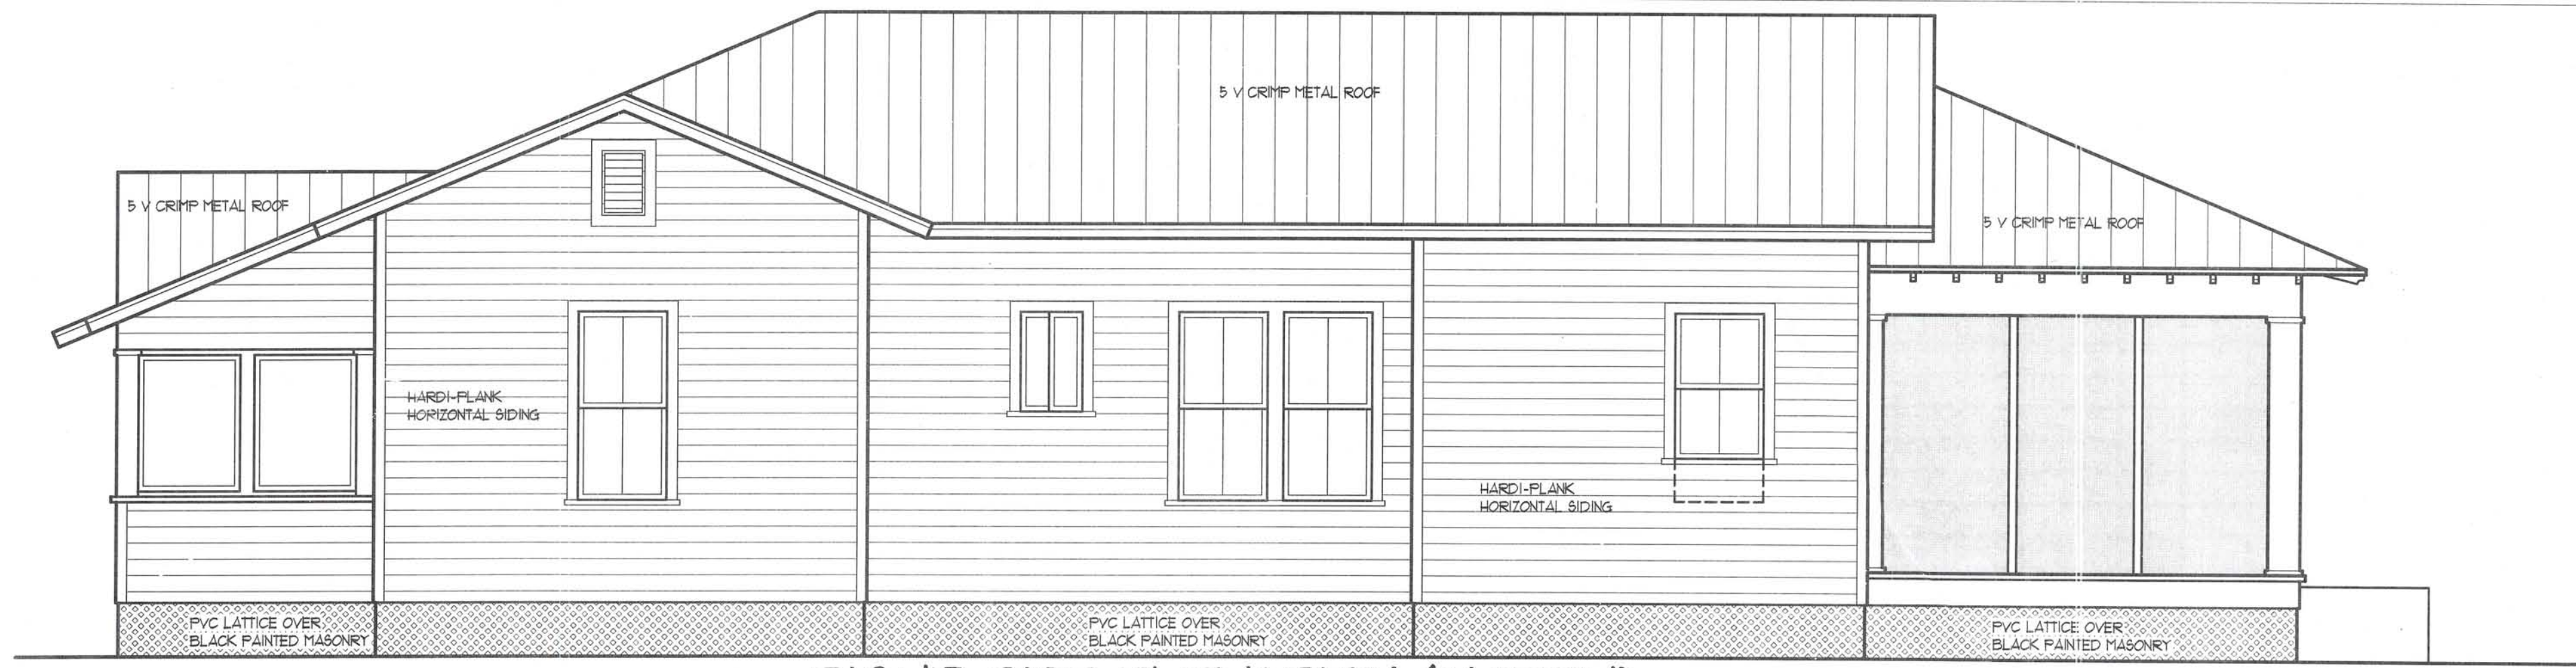 5 V CRIMP METAL ROOF
5 V CRIMP METAL ROOF
5 V CRIMP METAL ROOF
HARDI-PLANK
HORIZONTAL SIDING
HARDI-PLANK
HORIZONTAL SIDING
PVC LATTICE OVER
BLACK PAINTED MASONRY
PVC LATTICE OVER
BLACK PAINTED MASONRY
PVC LATTICE OVER
BLACK PAINTED MASONRY